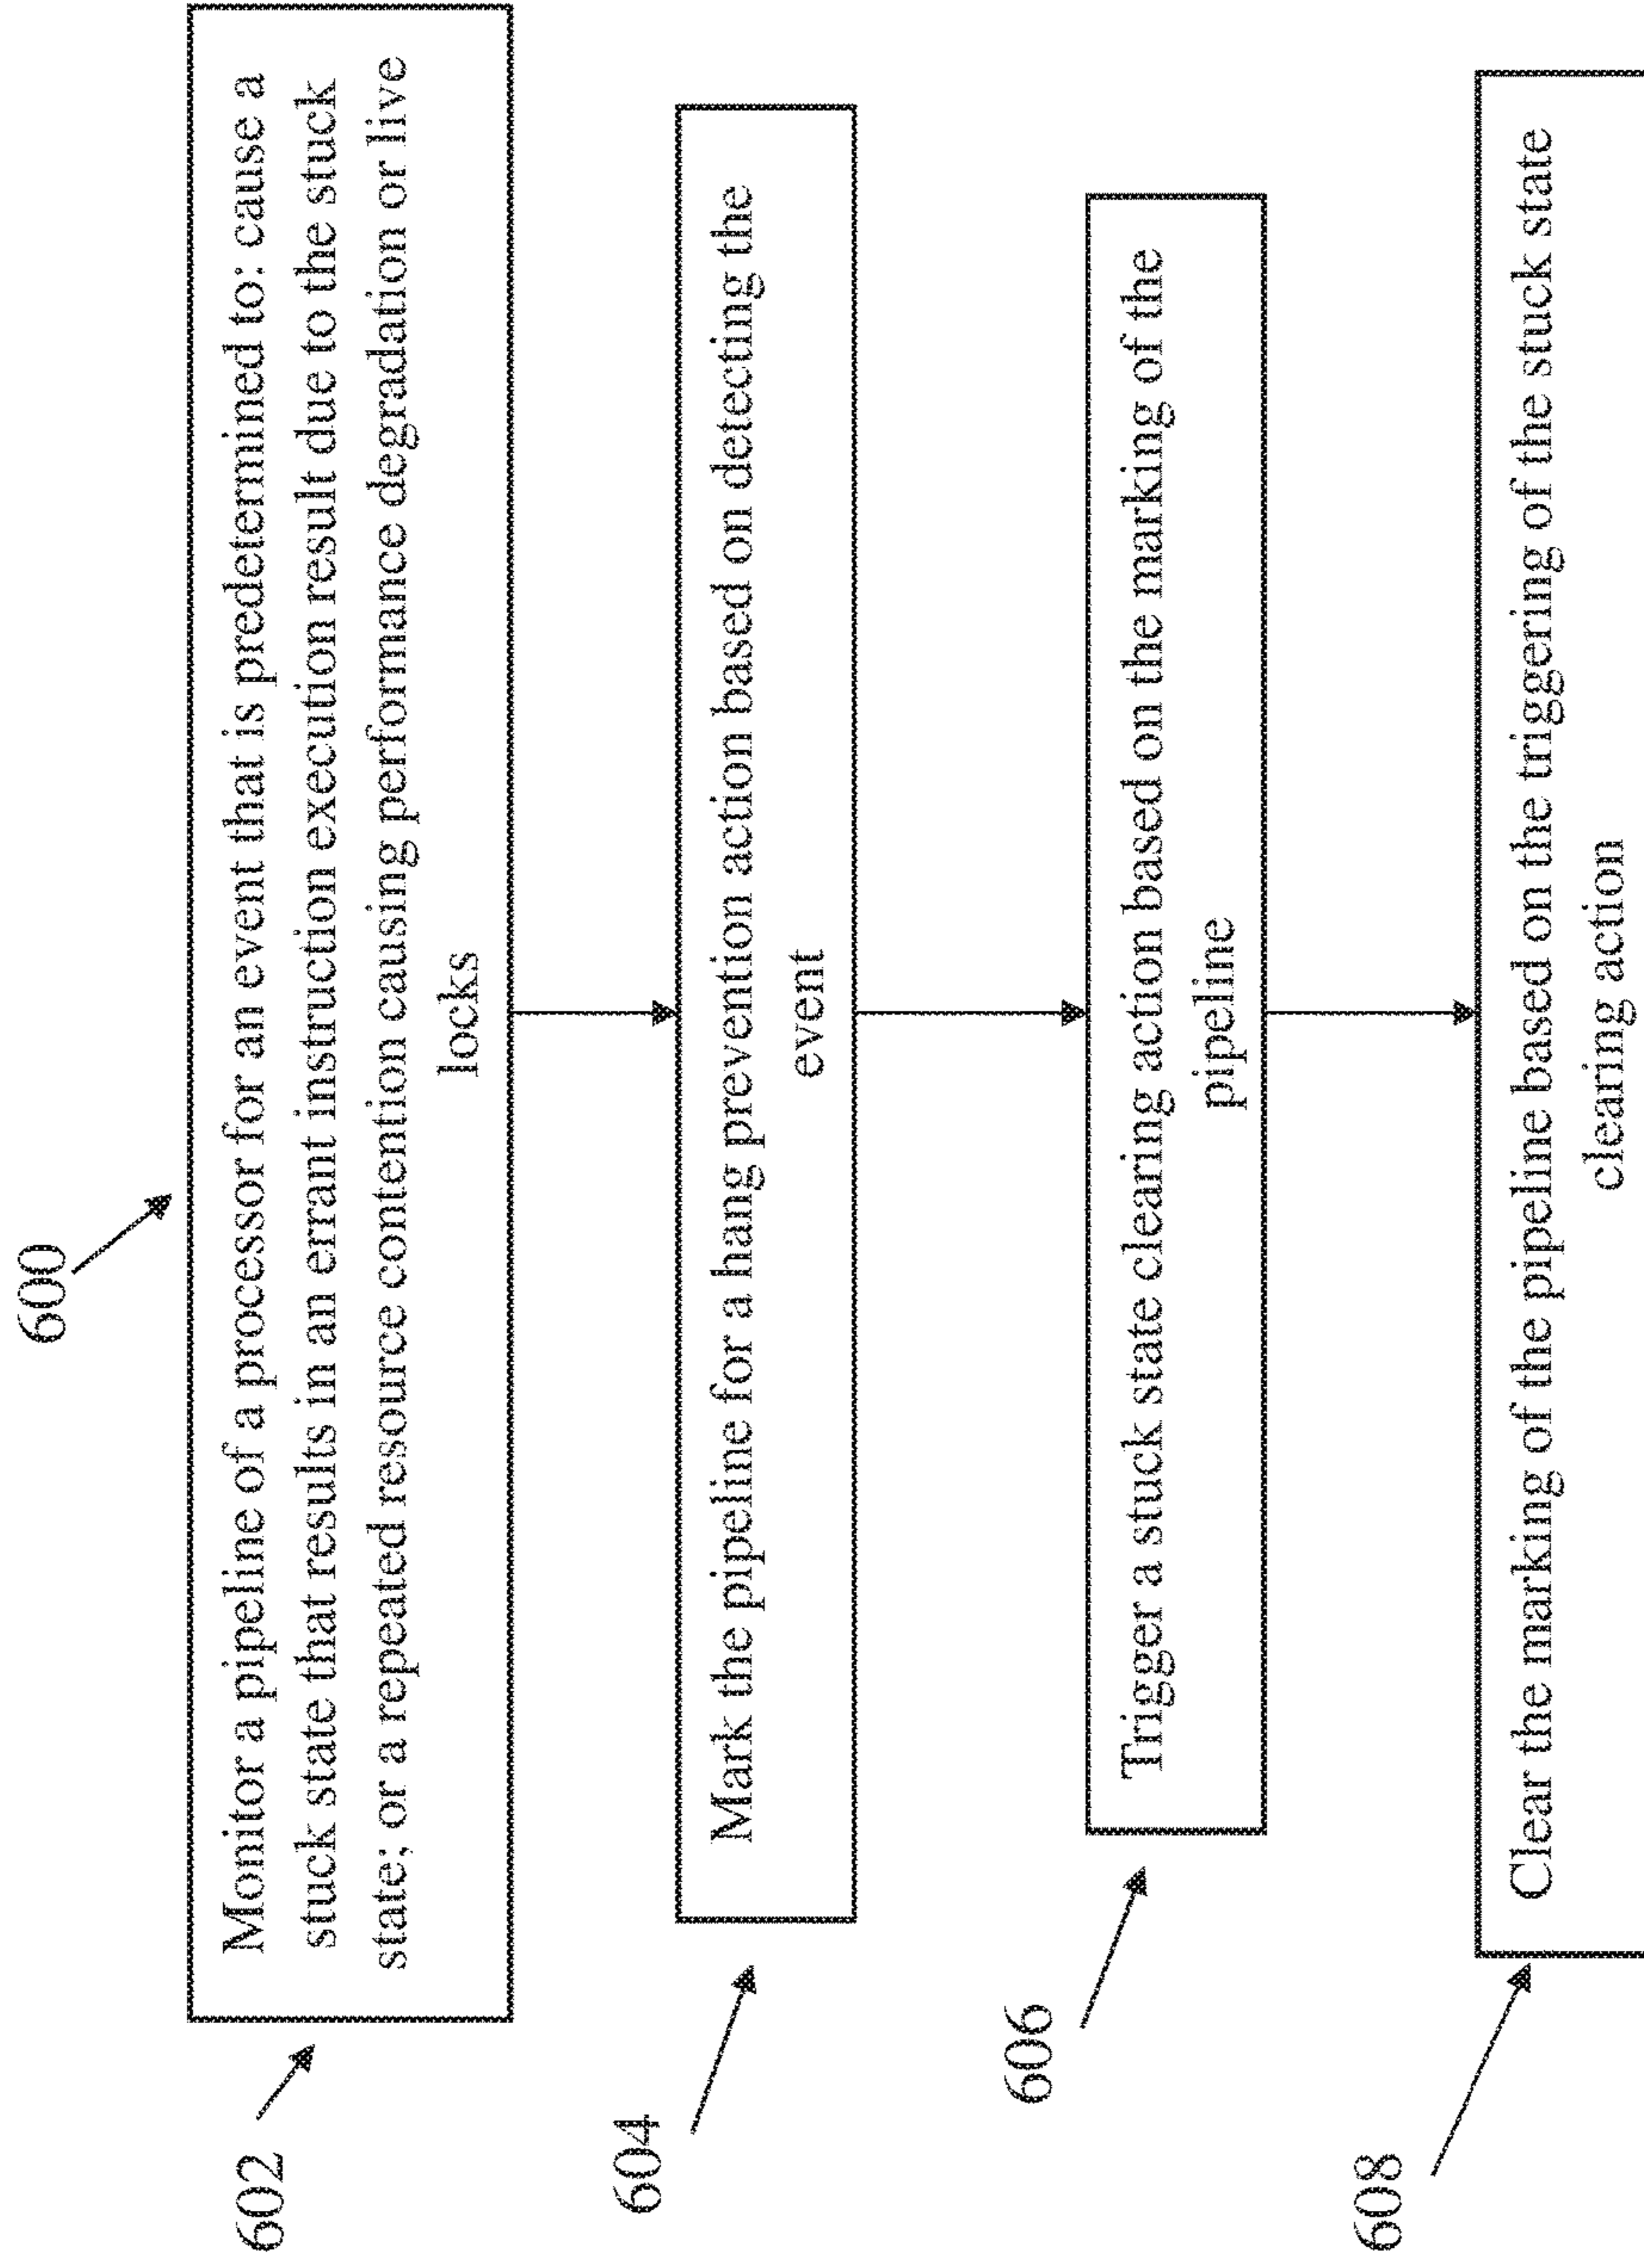 600
602
Monitor a pipeline of a processor for an event that is predetermined to: cause a
stuck state that results in an errant instruction execution result due to the stuck
state; or a repeated resource contention causing performance degradation or live
locks
604
Mark the pipeline for a hang prevention action based on detecting the
event
606
Trigger a stuck state clearing action based on the marking of the
pipeline
608
Clear the marking of the pipeline based on the triggering of the stuck state
clearing action